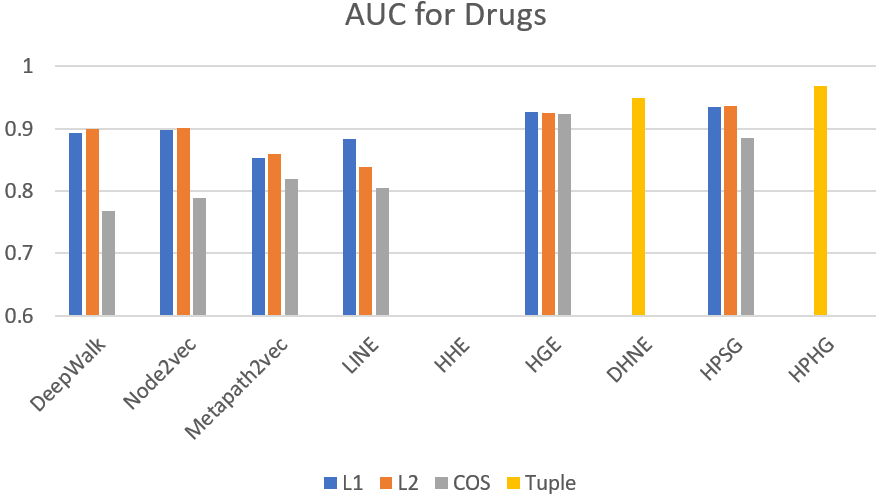 AUC for Drugs
1
0.9
0.8
0.7
0.6
DeepWalk
Node2vec
Metapath2vec
LINE
HHE
HGE
DHNE
HPSG
HPHG
L1 L2 COS Tuple